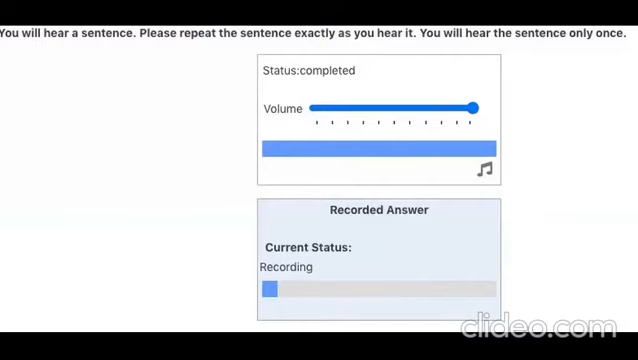 You will hear a sentence. Please repeat the sentence exactly as you hear it. You will hear the sentence only once.
Status:completed
Volume
Recorded Answer
Current Status:
Recording
clideo.com